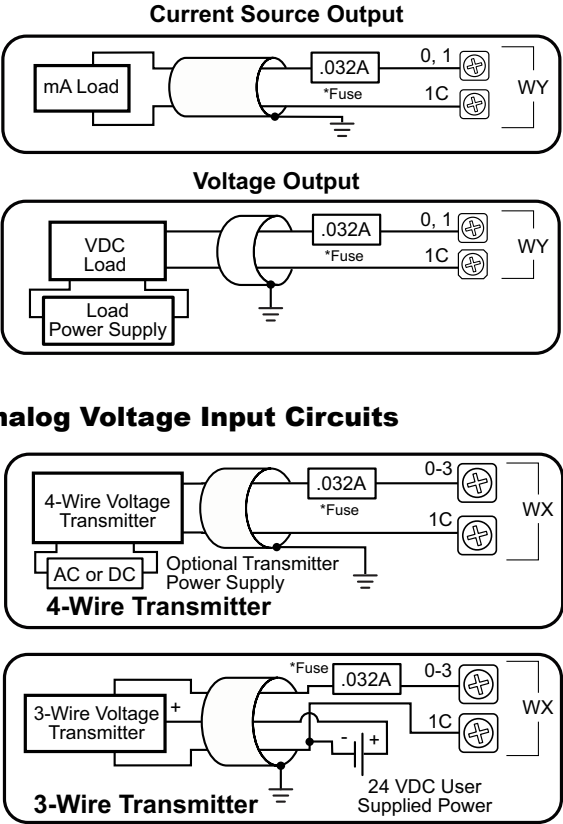 Current Source Output
mA Load
.032A
*Fuse
0, 1
1C
WY
Voltage Output
VDC
Load
Load
Power Supply
.032A
*Fuse
0, 1
1C
WY
nalog Voltage Input Circuits
4-Wire Voltage
Transmitter
AC or DC
Optional Transmitter
Power Supply
.032A
*Fuse
0-3
1C
WX
4-Wire Transmitter
3-Wire Voltage
Transmitter
+
*Fuse
.032A
0-3
1C
WX
- +
24 VDC User
Supplied Power
3-Wire Transmitter